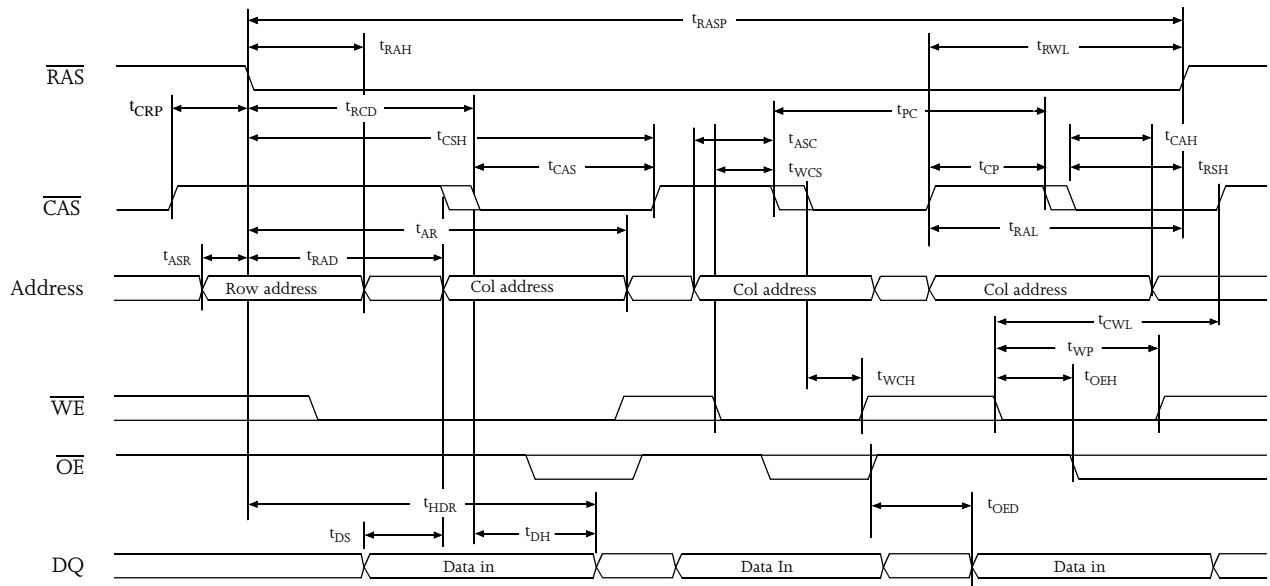 tRASP
tRAH
tRWL
RAS
tCRP
tRCD
tPC
tCSH
tASC
tCAH
tCAS
tWCS
tCP
tRSH
CAS
tAR
tRAL
tASR
tRAD
Address
Row address
Col address
Col address
Col address
tCWL
tWP
tWCH
tOEH
WE
OE
tHDR
tOED
tDS
tDH
DQ
Data in
Data In
Data in